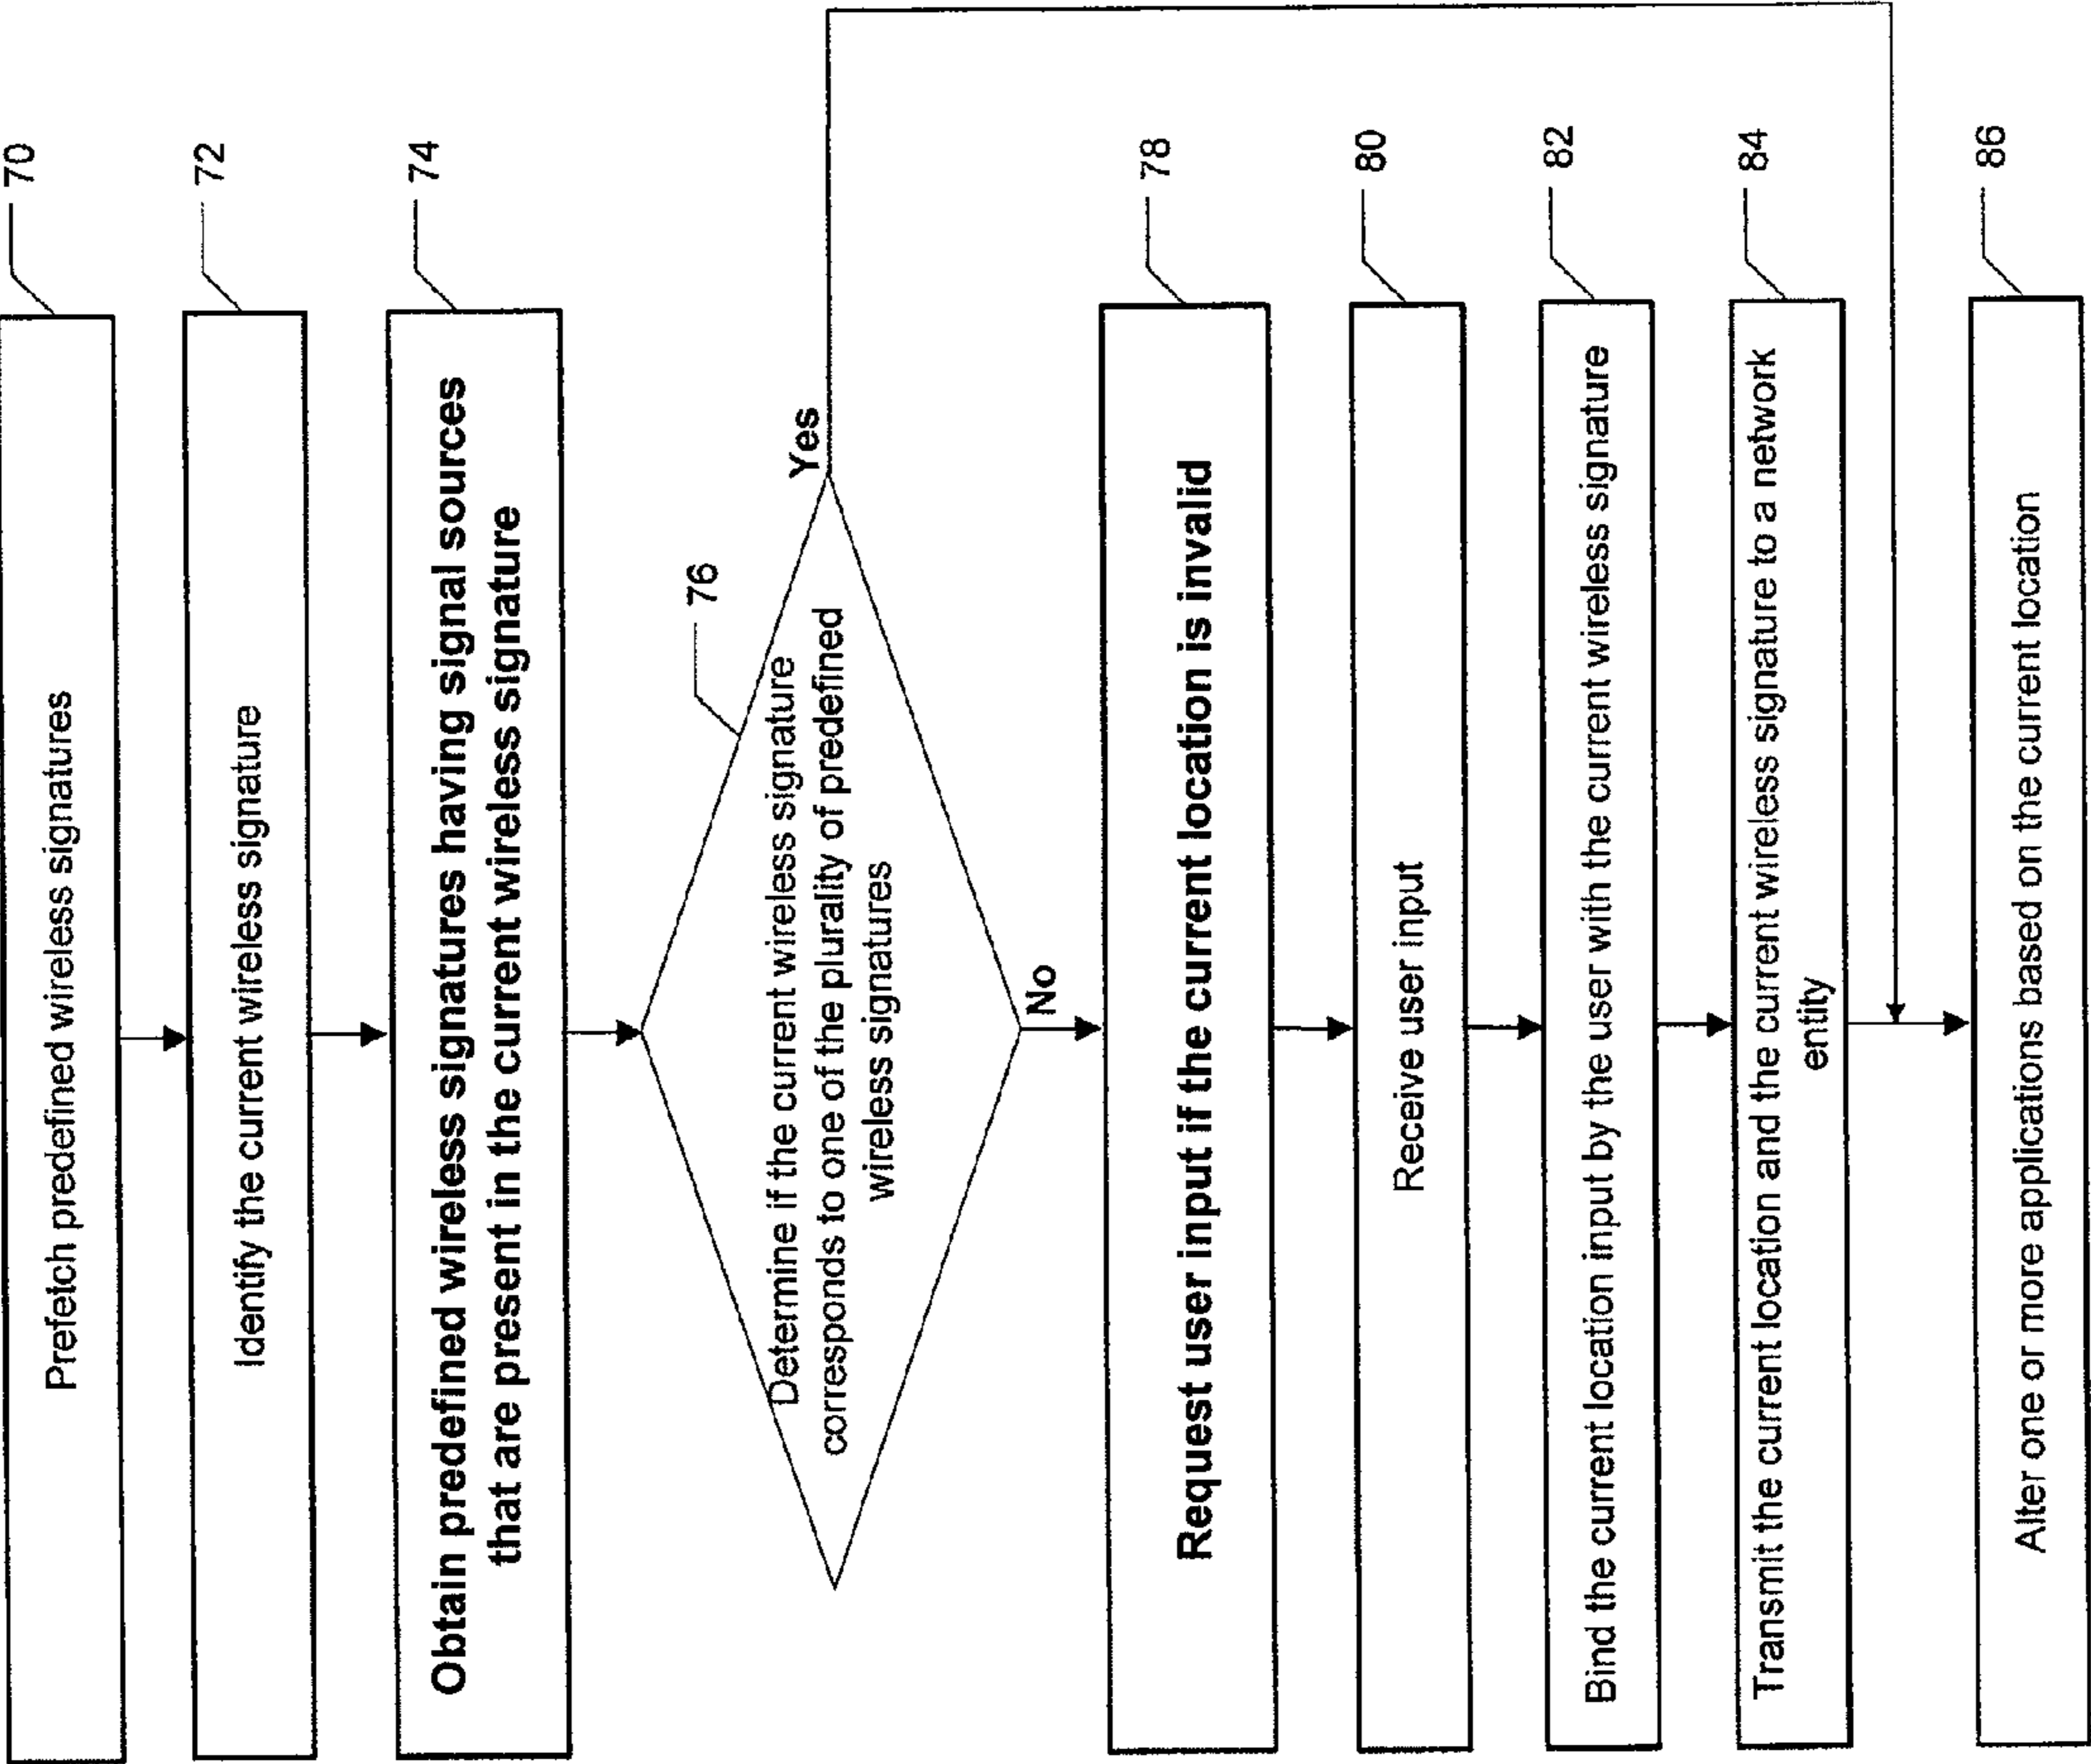 70
Prefetch predefined wireless signatures
72
Identify the current wireless signature
74
Obtain predefined wireless signatures having signal sources
that are present in the current wireless signature
76
Determine if the current wireless signature
corresponds to one of the plurality of predefined
wireless signatures
Yes
No
78
Request user input if the current location is invalid
80
Receive user input
82
Bind the current location input by the user with the current wireless signature
84
Transmit the current location and the current wireless signature to a network
entity
86
Alter one or more applications based on the current location